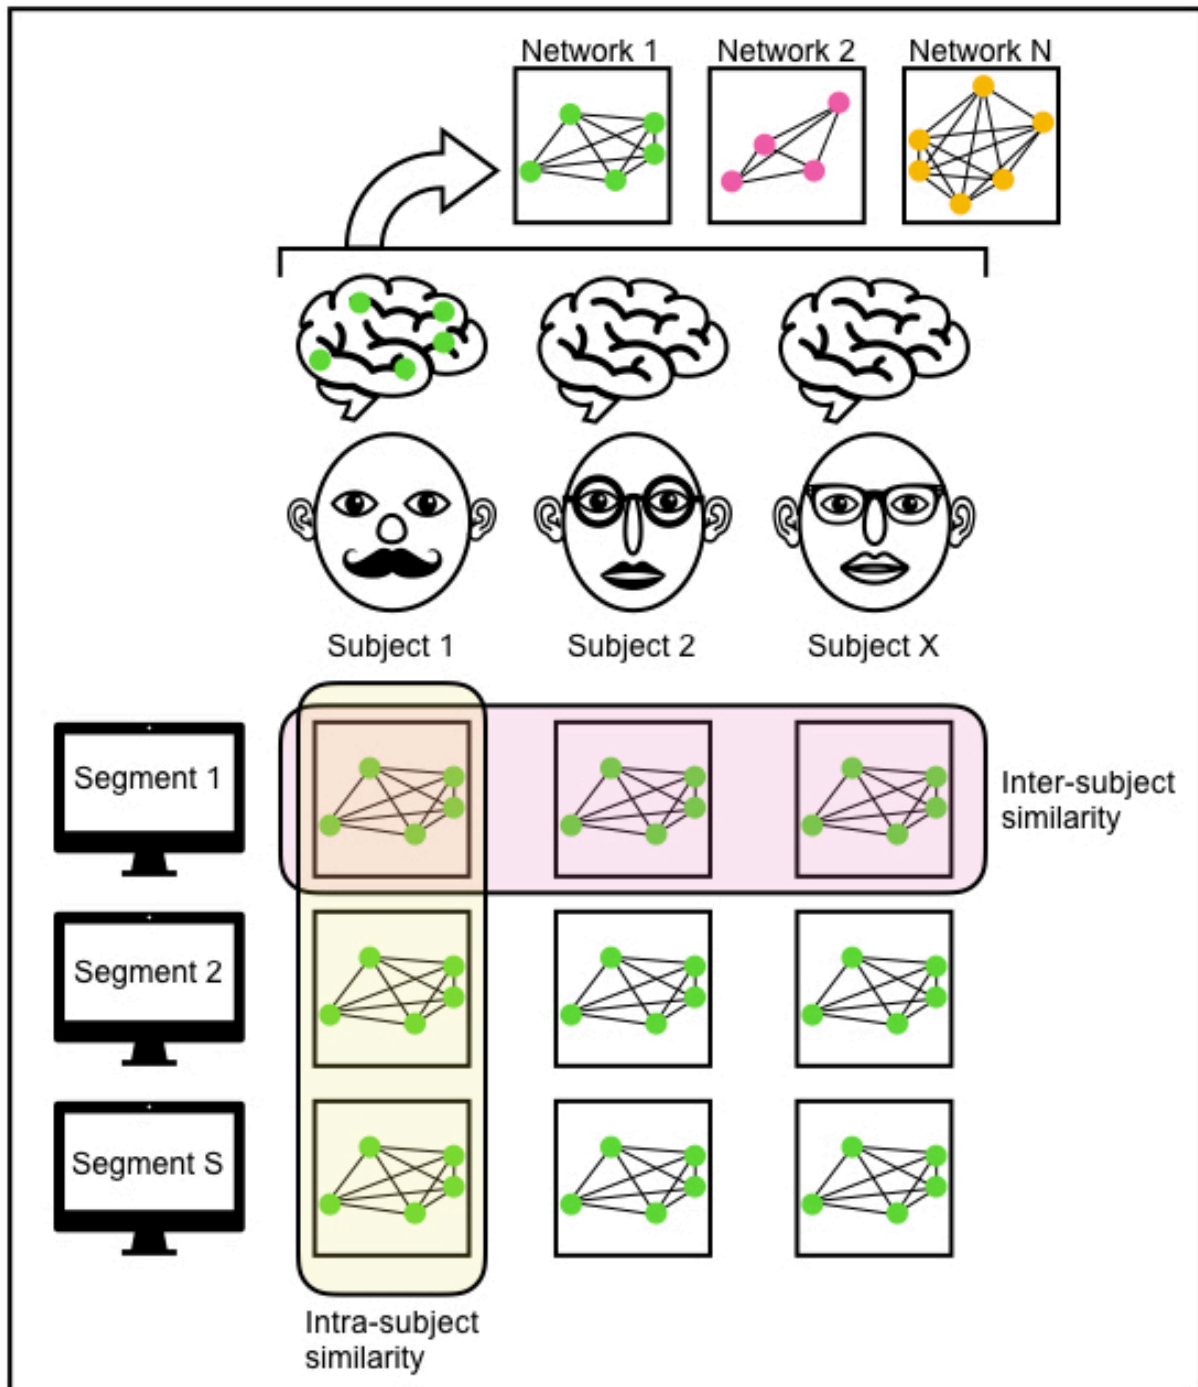 Network 1
Network 2
Network N
Subject 1
Subject 2
Subject X
Segment 1
Inter-subject
similarity
Segment 2
Segment S
Intra-subject
similarity